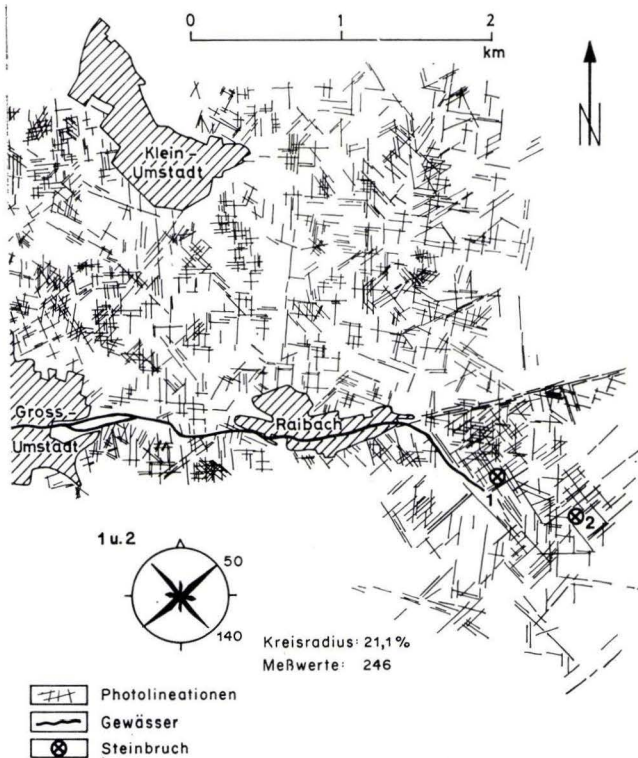 0 1 2
km
N
Klein-
Umstadt
Gross-
Umstadt
Raibach
1
2
1 u. 2
50
140
Kreisradius: 21,1%
Meßwerte: 246
Photolineationen
Gewässer
Steinbruch